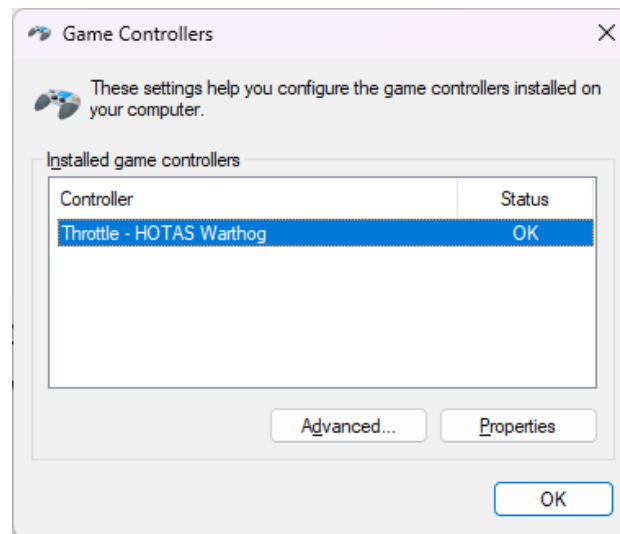 Game Controllers
These settings help you configure the game controllers installed on
your computer.
Installed game controllers
Controller Status
Throttle - HOTAS Warthog OK
Advanced... Properties
OK